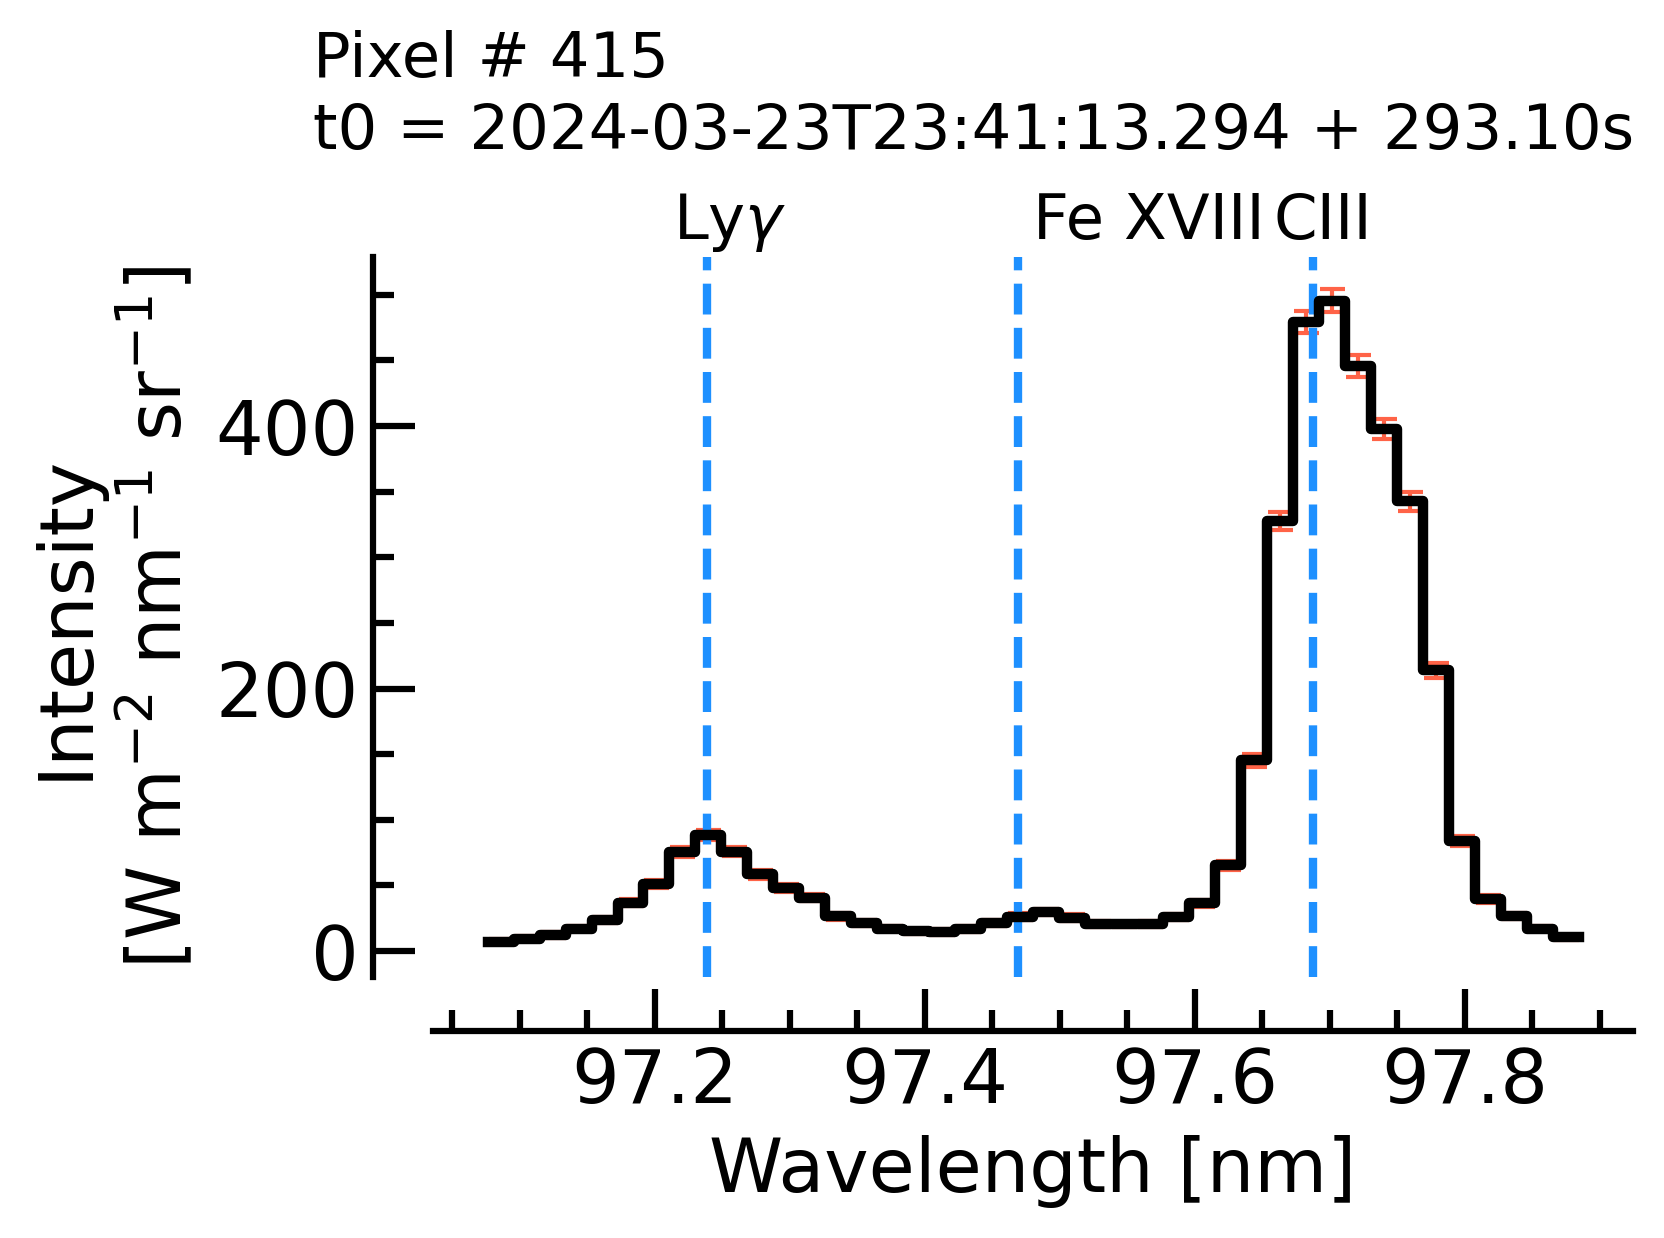 Pixel # 415
t0 = 2024-03-23T23:41:13.294 + 293.10s
Lyγ Fe XVIII CIII
Intensity
[W m⁻² nm⁻¹ sr⁻¹]
400
200
0
97.2 97.4 97.6 97.8
Wavelength [nm]